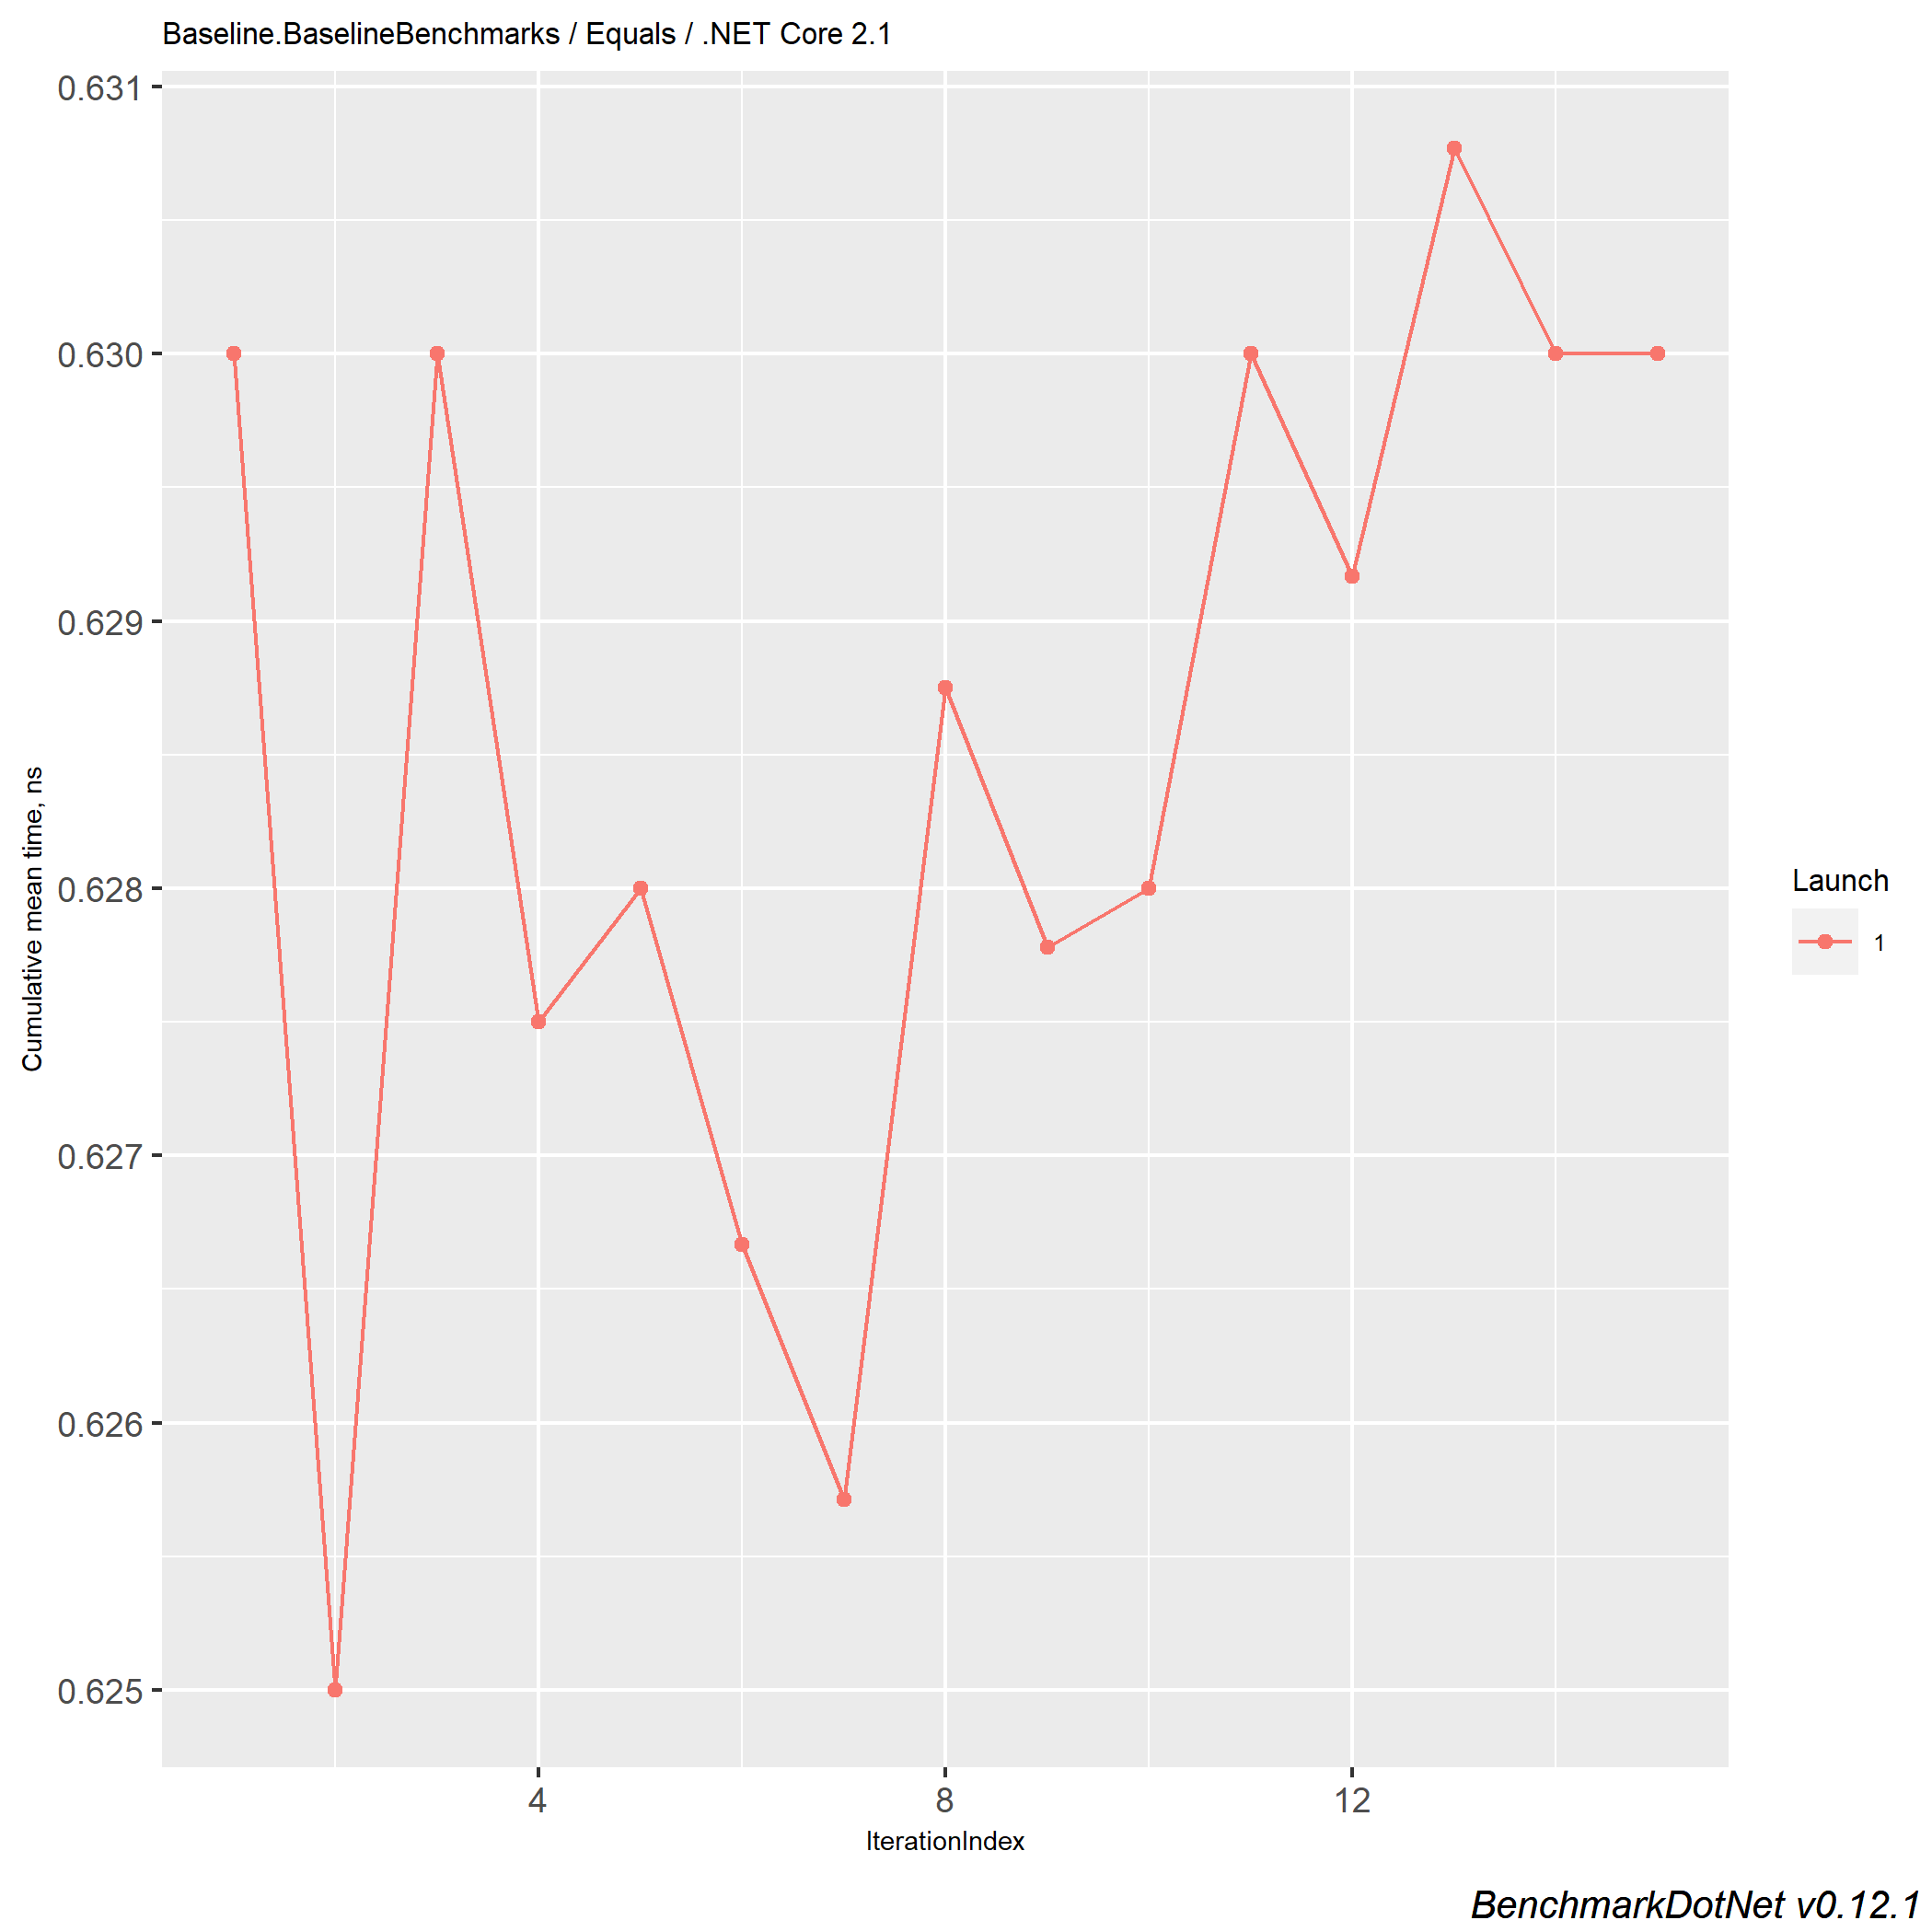 Baseline.BaselineBenchmarks / Equals / .NET Core 2.1
0.631
0.630
0.629
0.628
0.627
0.626
0.625
Cumulative mean time, ns
4 8 12
IterationIndex
Launch
1
BenchmarkDotNet v0.12.1